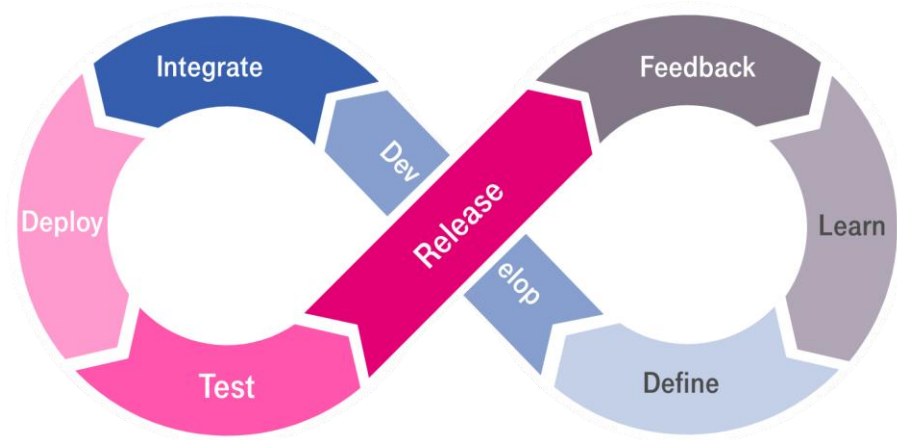 Integrate
Feedback
Dev
Deploy
Release
Learn
elop
Test
Define